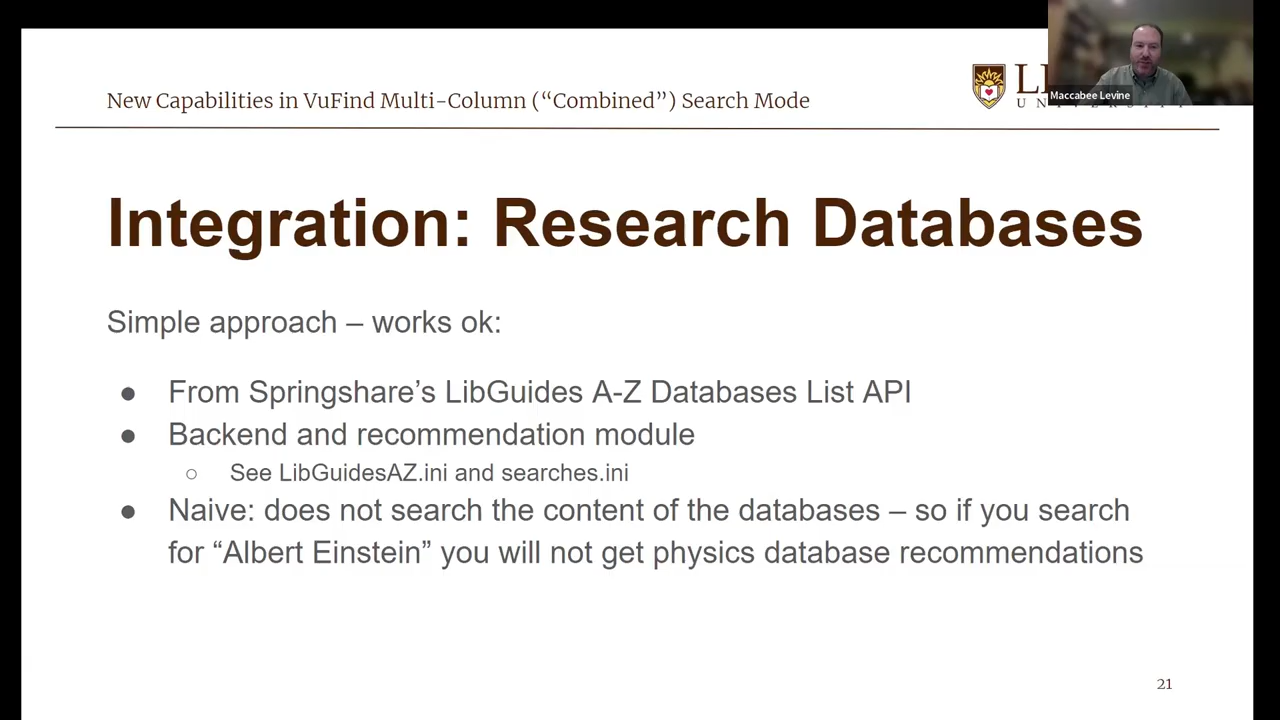 New Capabilities in VuFind Multi-Column (“Combined”) Search Mode
Maccabee Levine
Integration: Research Databases
Simple approach – works ok:
● From Springshare’s LibGuides A-Z Databases List API
● Backend and recommendation module
○ See LibGuidesAZ.ini and searches.ini
● Naive: does not search the content of the databases – so if you search
for “Albert Einstein” you will not get physics database recommendations
21